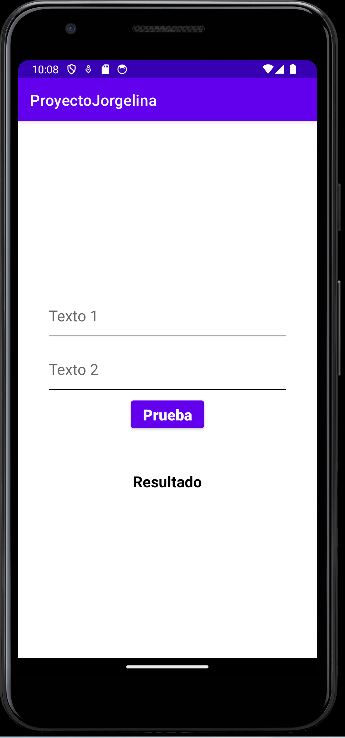 10:08
ProyectoJorgelina
Texto 1
Texto 2
Prueba
Resultado